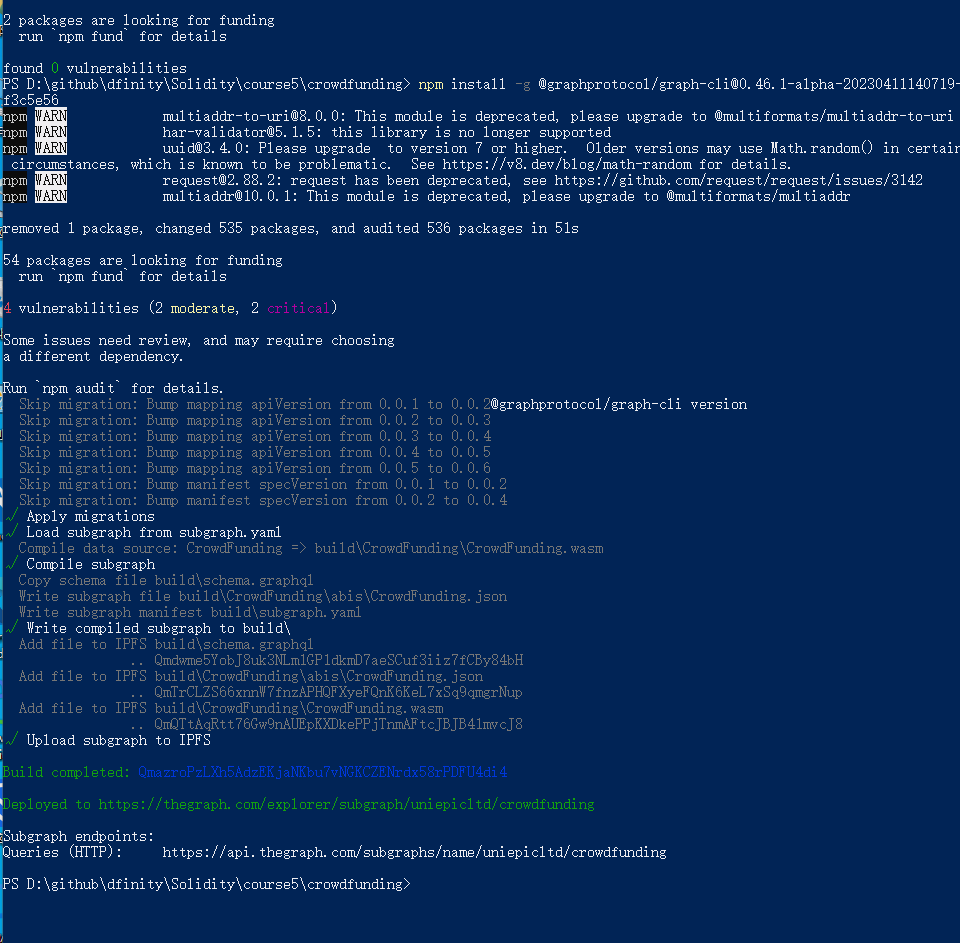 2 packages are looking for funding
  run `npm fund` for details
found 0 vulnerabilities
PS D:\github\dfinity\Solidity\course5\crowdfunding> npm install -g @graphprotocol/graph-cli@0.46.1-alpha-20230411140719-
f3c5e56
npm WARN            multiaddr-to-uri@8.0.0: This module is deprecated, please upgrade to @multiformats/multiaddr-to-uri
npm WARN            har-validator@5.1.5: this library is no longer supported
npm WARN            uuid@3.4.0: Please upgrade  to version 7 or higher.  Older versions may use Math.random() in certain
 circumstances, which is known to be problematic.  See https://v8.dev/blog/math-random for details.
npm WARN            request@2.88.2: request has been deprecated, see https://github.com/request/request/issues/3142
npm WARN            multiaddr@10.0.1: This module is deprecated, please upgrade to @multiformats/multiaddr
removed 1 package, changed 535 packages, and audited 536 packages in 51s
54 packages are looking for funding
  run `npm fund` for details
4 vulnerabilities (2 moderate, 2 critical)
Some issues need review, and may require choosing
a different dependency.
Run `npm audit` for details.
  Skip migration: Bump mapping apiVersion from 0.0.1 to 0.0.2@graphprotocol/graph-cli version
  Skip migration: Bump mapping apiVersion from 0.0.2 to 0.0.3
  Skip migration: Bump mapping apiVersion from 0.0.3 to 0.0.4
  Skip migration: Bump mapping apiVersion from 0.0.4 to 0.0.5
  Skip migration: Bump mapping apiVersion from 0.0.5 to 0.0.6
  Skip migration: Bump manifest specVersion from 0.0.1 to 0.0.2
  Skip migration: Bump manifest specVersion from 0.0.2 to 0.0.4
√ Apply migrations
√ Load subgraph from subgraph.yaml
  Compile data source: CrowdFunding => build\CrowdFunding\CrowdFunding.wasm
√ Compile subgraph
  Copy schema file build\schema.graphql
  Write subgraph file build\CrowdFunding\abis\CrowdFunding.json
  Write subgraph manifest build\subgraph.yaml
√ Write compiled subgraph to build\
  Add file to IPFS build\schema.graphql
                .. Qmdwme5YobJ8uk3NLm1GP1dkmD7aeSCuf3iiz7fCBy84bH
  Add file to IPFS build\CrowdFunding\abis\CrowdFunding.json
                .. QmTrCLZS66xnnW7fnzAPHQFXyeFQnK6KeL7xSq9qmgrNup
  Add file to IPFS build\CrowdFunding\CrowdFunding.wasm
                .. QmQTtAqRtt76Gw9nAUEpKXDkePPjTnmAFtcJBJB41mvcJ8
√ Upload subgraph to IPFS
Build completed: QmazroPzLXh5AdzEKjaNKbu7vNGKCZENrdx58rPDFU4di4
Deployed to https://thegraph.com/explorer/subgraph/uniepicltd/crowdfunding
Subgraph endpoints:
Queries (HTTP):     https://api.thegraph.com/subgraphs/name/uniepicltd/crowdfunding
PS D:\github\dfinity\Solidity\course5\crowdfunding>